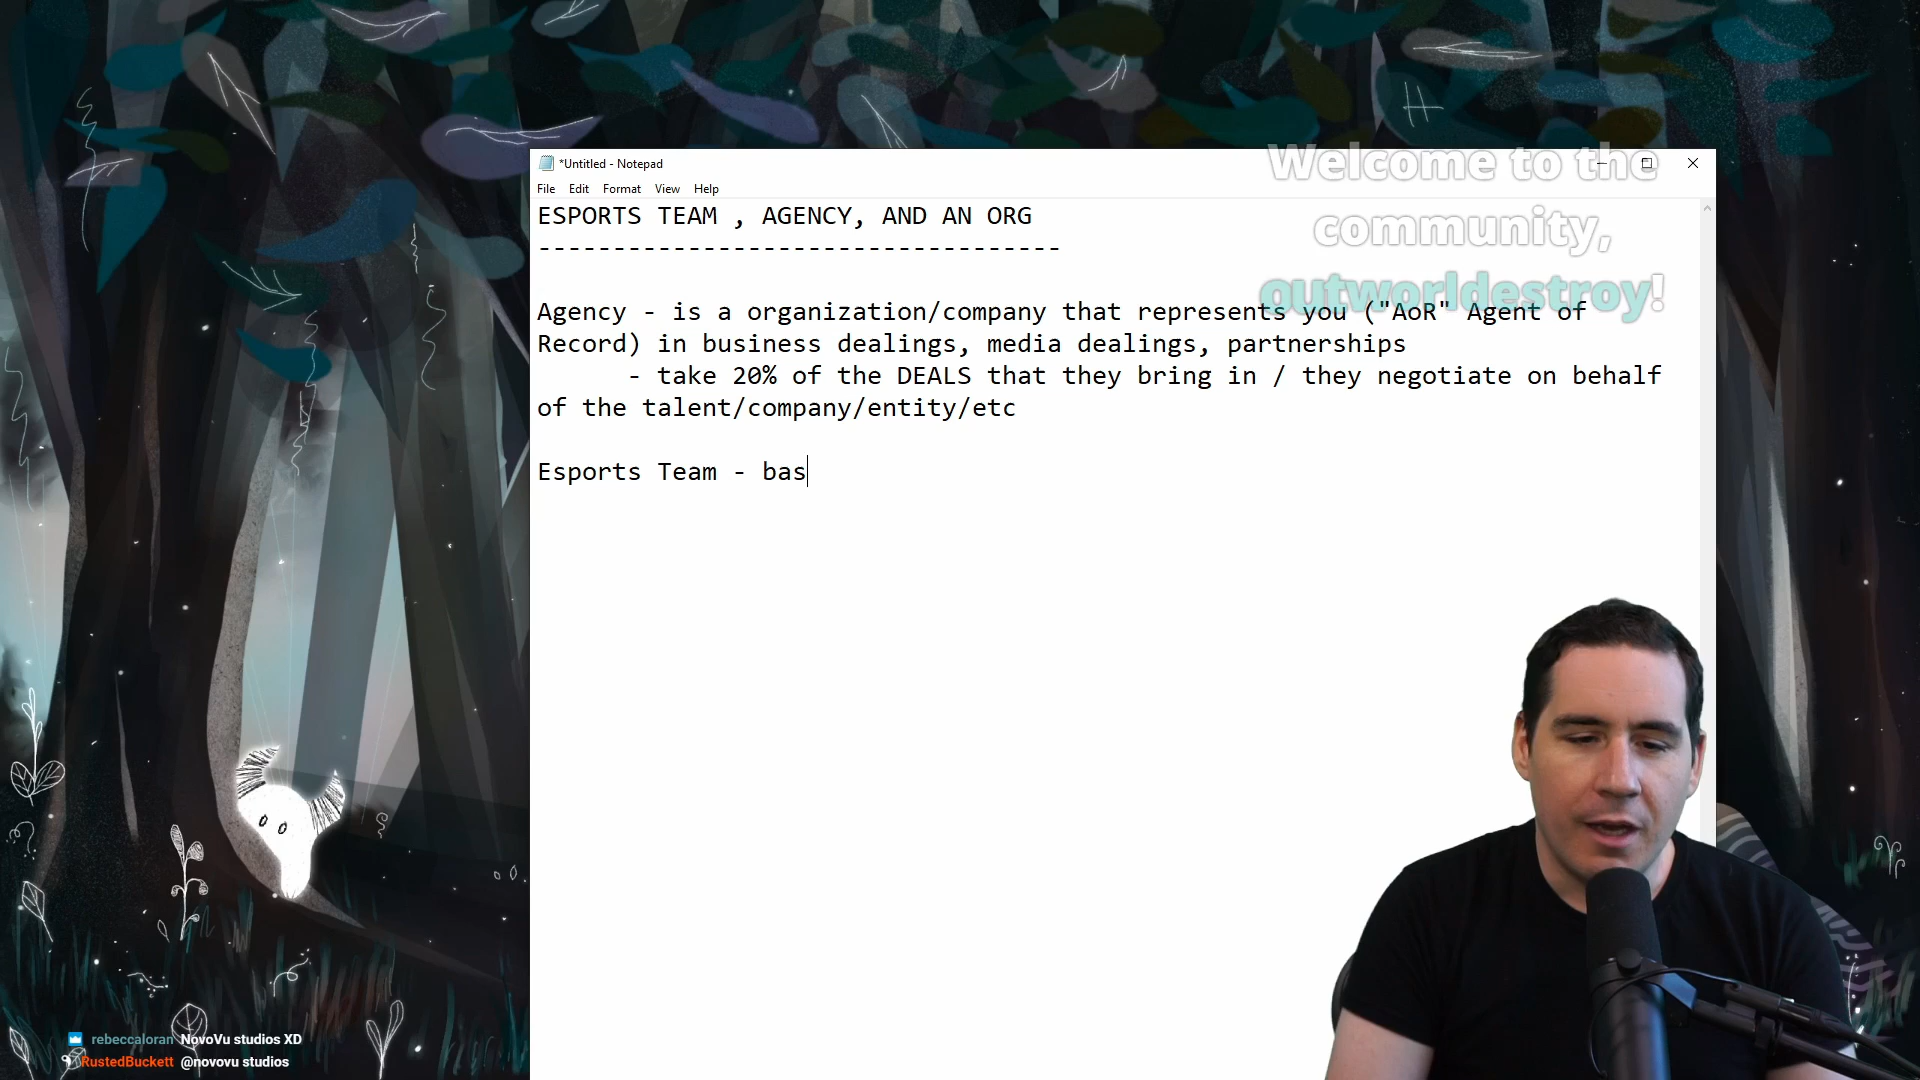 *Untitled - Notepad
File Edit Format View Help
ESPORTS TEAM , AGENCY, AND AN ORG
-----------------------------------
Agency - is a organization/company that represents you ("AoR" Agent of
Record) in business dealings, media dealings, partnerships
- take 20% of the DEALS that they bring in / they negotiate on behalf
of the talent/company/entity/etc
Esports Team - bas
Welcome to the
community,
outworldestroy!
rebeccaloran NovoVu studios XD
RustedBuckett @novovu studios